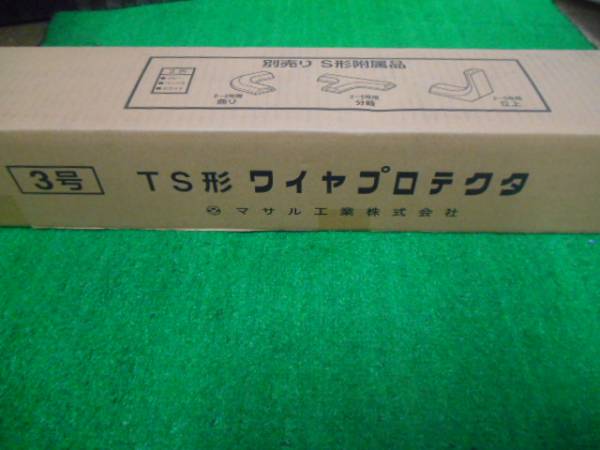 別売り S形附属品
曲り
分岐
立上
3号
TS形 ワイヤプロテクタ
マサル工業株式会社